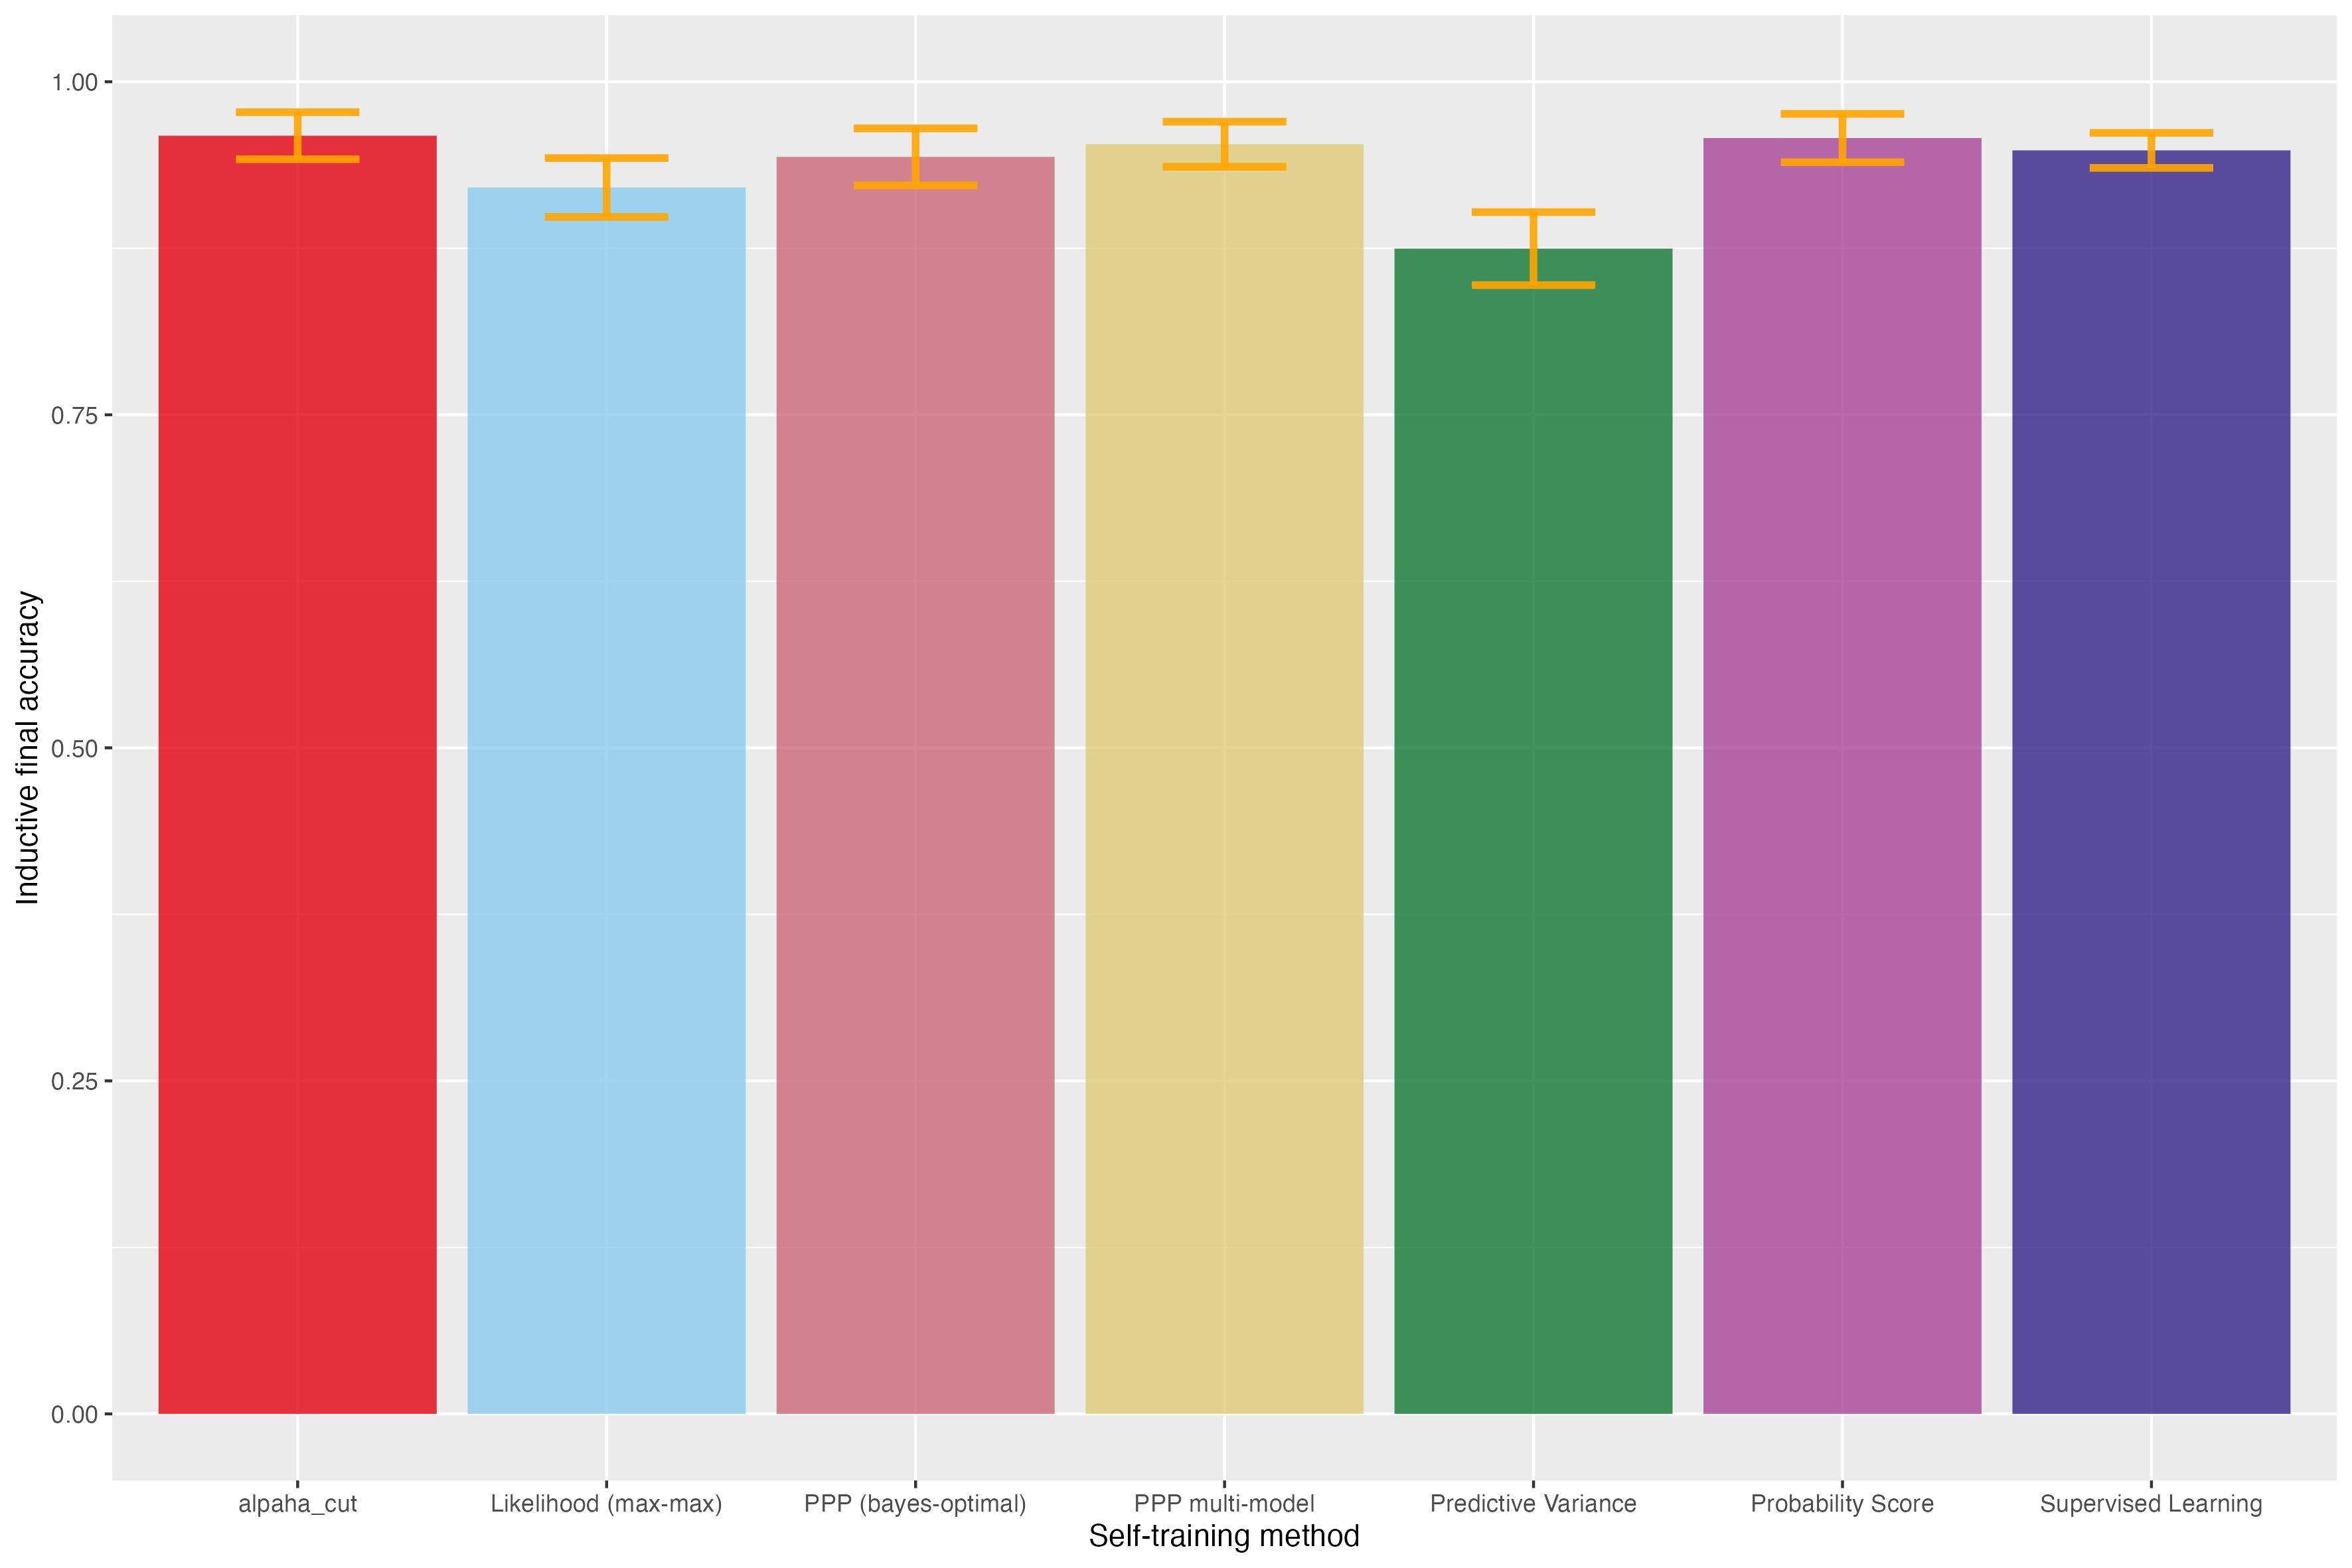 1.00
0.75
0.50
0.25
0.00
Inductive final accuracy
alpaha_cut
Likelihood (max-max)
PPP (bayes-optimal)
PPP multi-model
Predictive Variance
Probability Score
Supervised Learning
Self-training method